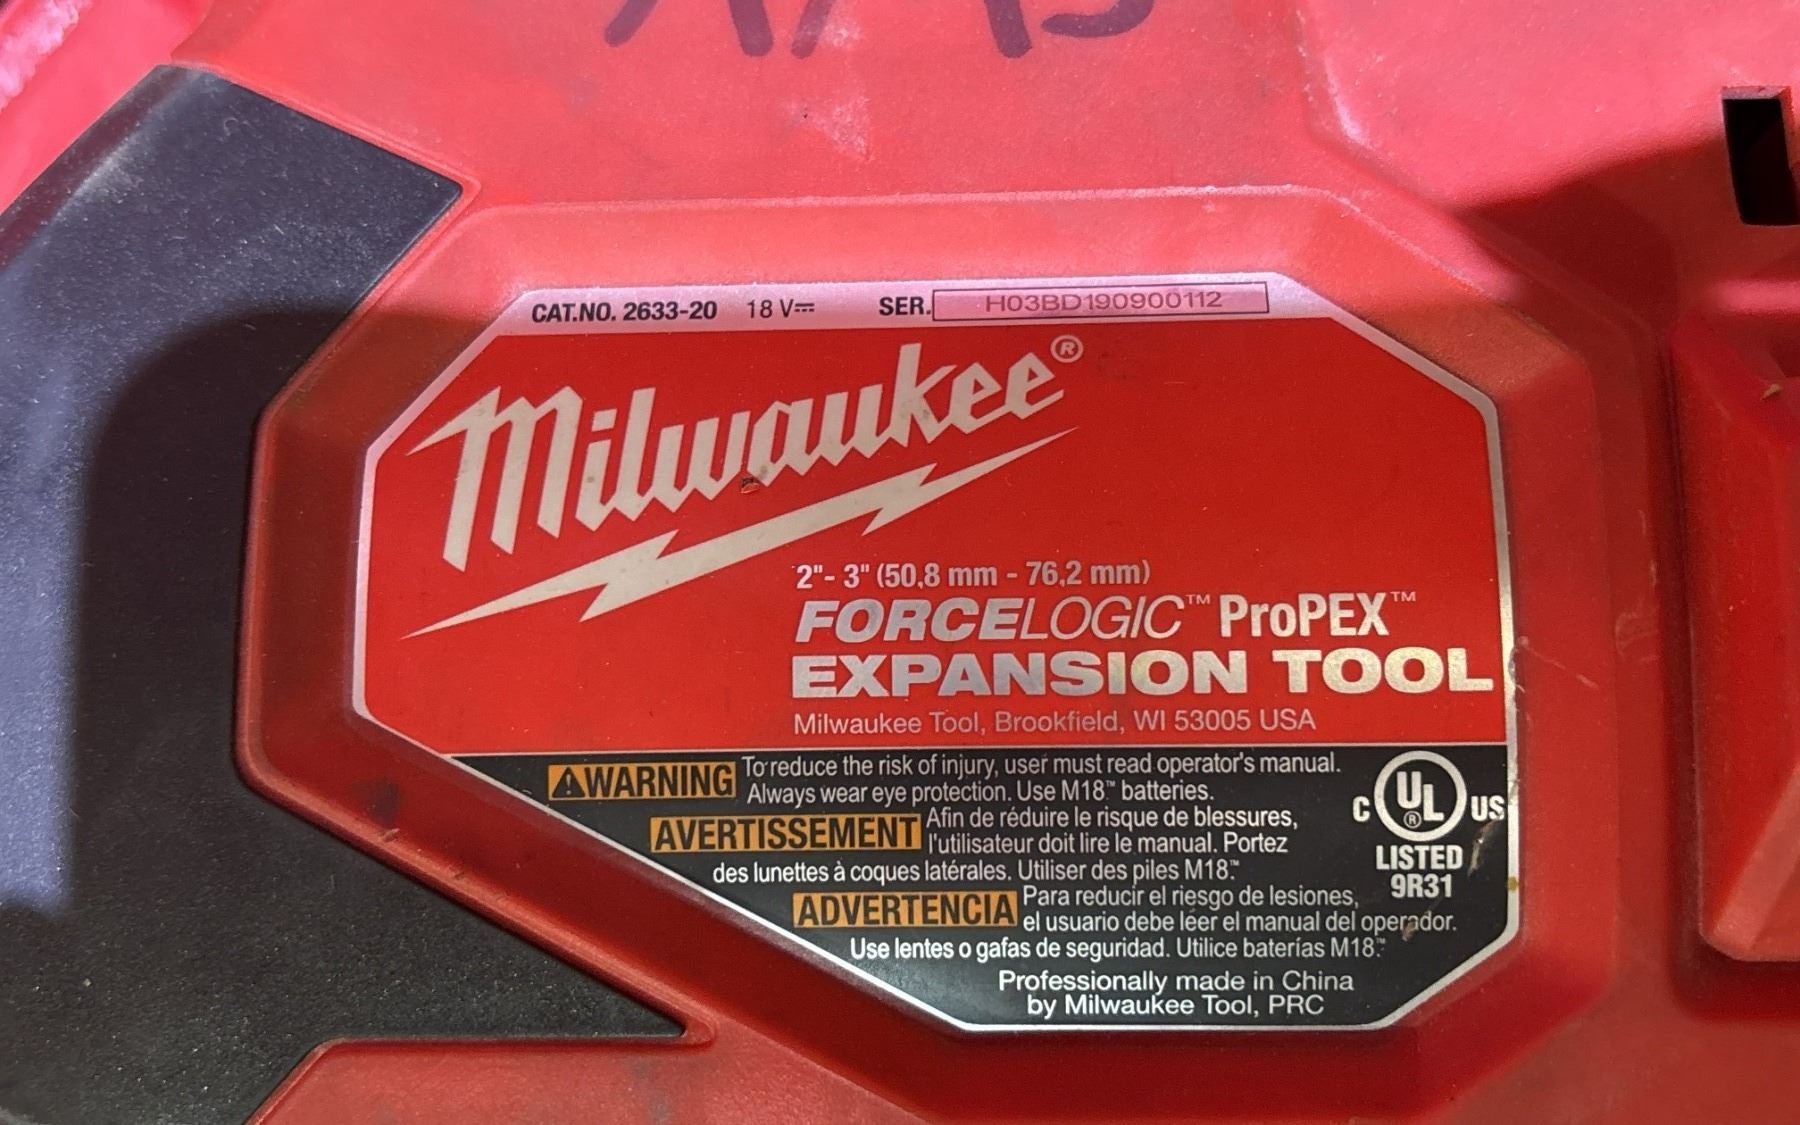 CAT.NO. 2633-20 18 V⎓ SER. H03BD190900112
Milwaukee®
2"- 3" (50,8 mm - 76,2 mm)
FORCELOGIC™ ProPEX™
EXPANSION TOOL
Milwaukee Tool, Brookfield, WI 53005 USA
⚠WARNING To reduce the risk of injury, user must read operator's manual.
Always wear eye protection. Use M18™ batteries.
AVERTISSEMENT Afin de réduire le risque de blessures,
l'utilisateur doit lire le manual. Portez
des lunettes à coques latérales. Utiliser des piles M18.™
ADVERTENCIA Para reducir el riesgo de lesiones,
el usuario debe leer el manual del operador.
Use lentes o gafas de seguridad. Utilice baterías M18.™
Professionally made in China
by Milwaukee Tool, PRC
C UL® US
LISTED
9R31